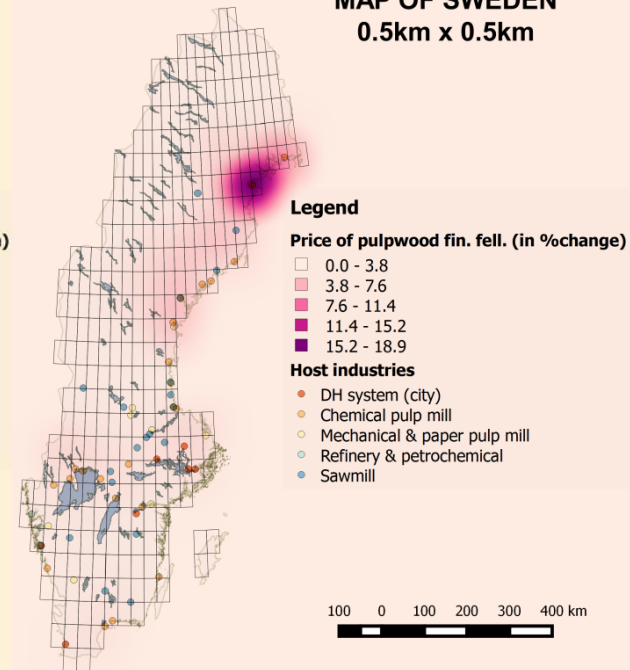 MAP OF SWEDEN
0.5km x 0.5km
)
Legend
Price of pulpwood fin. fell. (in %change)
0.0 - 3.8
3.8 - 7.6
7.6 - 11.4
11.4 - 15.2
15.2 - 18.9
Host industries
DH system (city)
Chemical pulp mill
Mechanical & paper pulp mill
Refinery & petrochemical
Sawmill
100 0 100 200 300 400 km